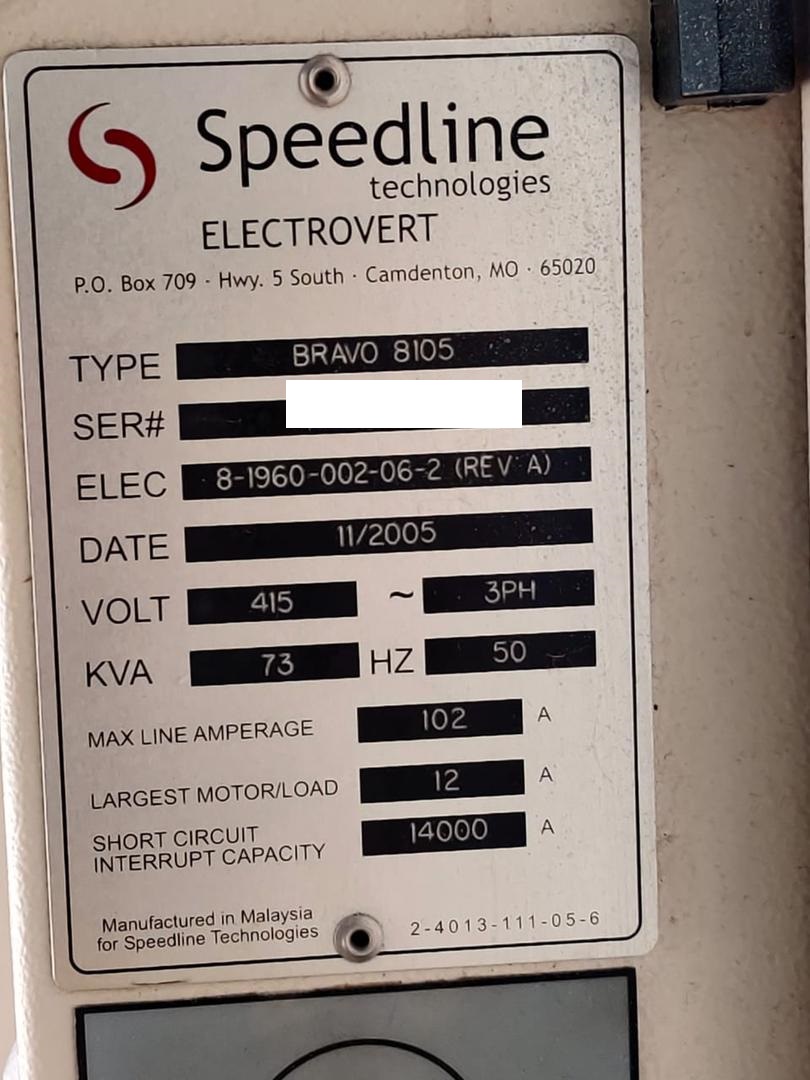 Speedline
technologies
ELECTROVERT
P.O. Box 709 · Hwy. 5 South · Camdenton, MO · 65020
TYPE BRAVO 8105
SER#
ELEC 8-1960-002-06-2 (REV A)
DATE 11/2005
VOLT 415 ~ 3PH
KVA 73 HZ 50
MAX LINE AMPERAGE 102 A
LARGEST MOTOR/LOAD 12 A
SHORT CIRCUIT
INTERRUPT CAPACITY 14000 A
Manufactured in Malaysia
for Speedline Technologies
2-4013-111-05-6